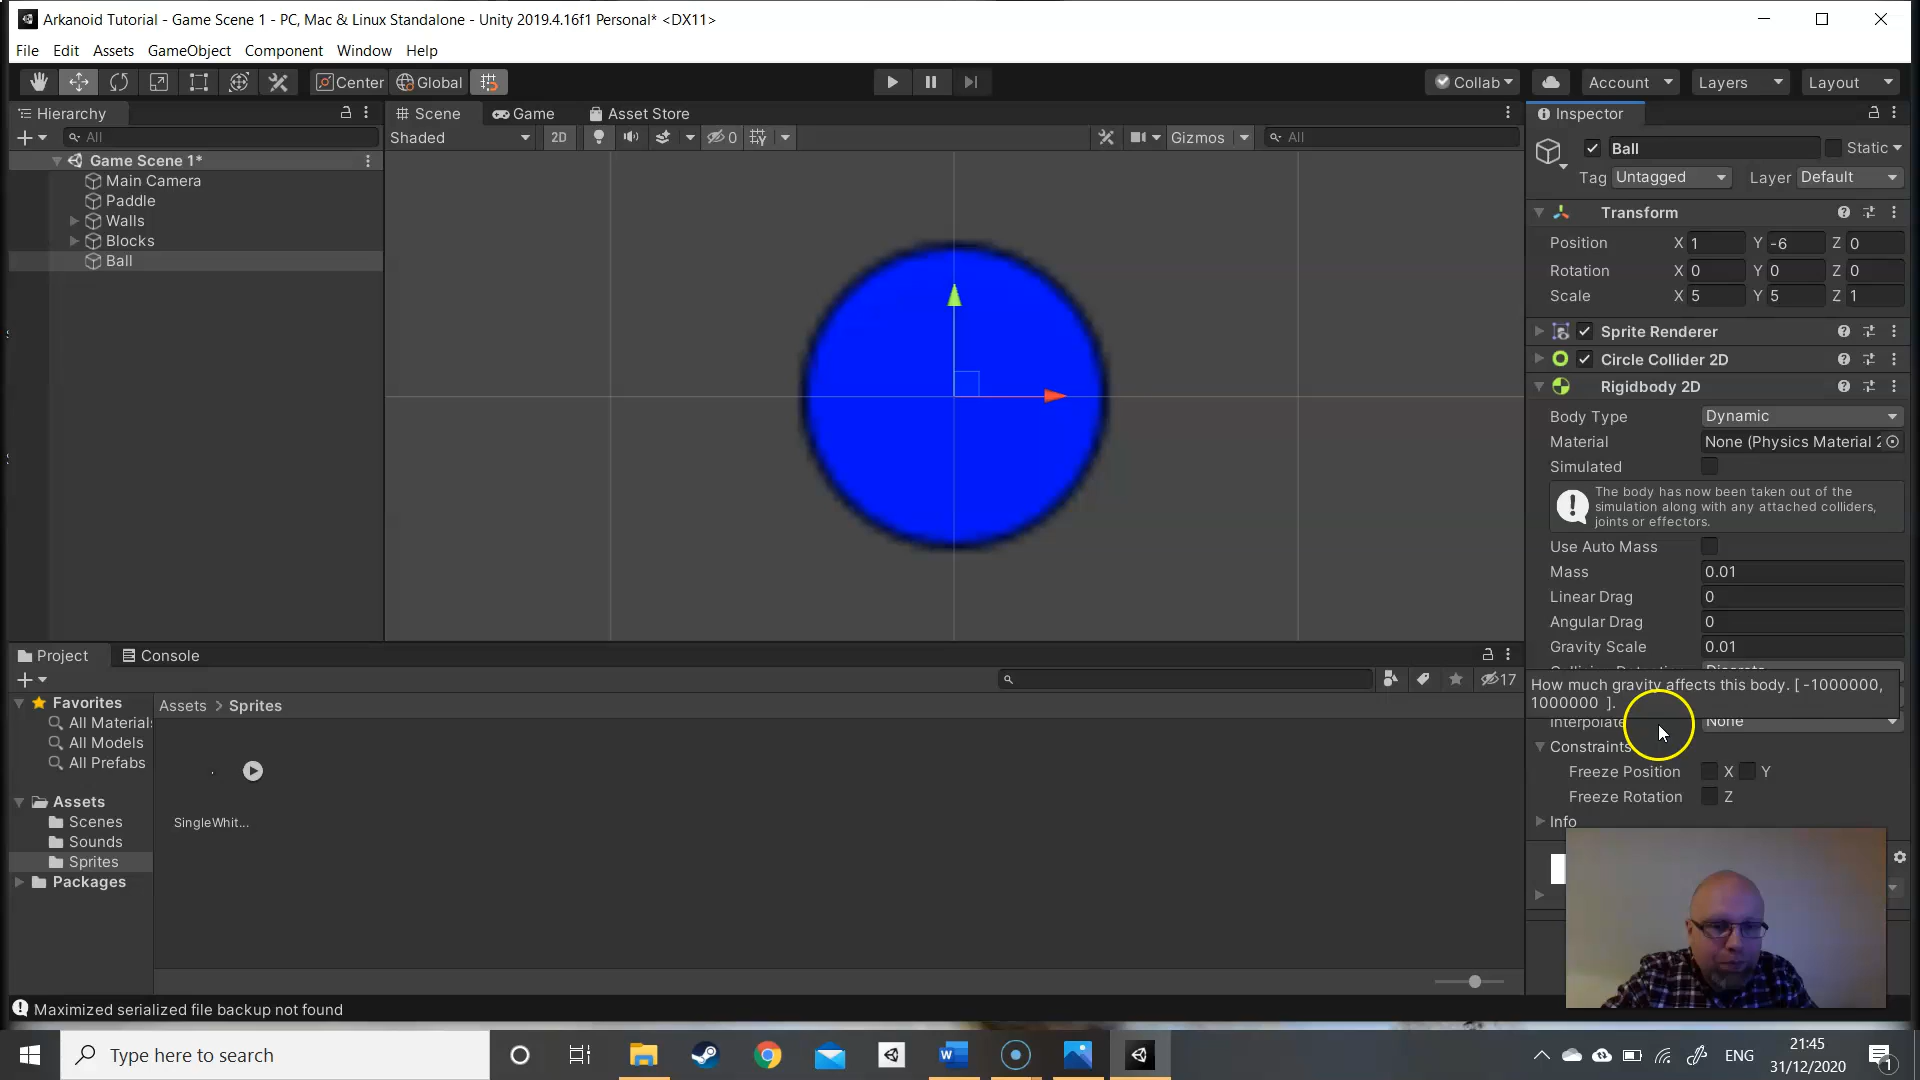 Arkanoid Tutorial - Game Scene 1 - PC, Mac & Linux Standalone - Unity 2019.4.16f1 Personal* <DX11>
File Edit Assets GameObject Component Window Help
Center Global Collab Account Layers Layout
Hierarchy
All
Game Scene 1*
Main Camera
Paddle
Walls
Blocks
Ball
Scene Game Asset Store
Shaded 2D 0 Gizmos All
Inspector
Ball Static
Tag Untagged Layer Default
Transform
Position X 1 Y -6 Z 0
Rotation X 0 Y 0 Z 0
Scale X 5 Y 5 Z 1
Sprite Renderer
Circle Collider 2D
Rigidbody 2D
Body Type Dynamic
Material None (Physics Material 2
Simulated
The body has now been taken out of the
simulation along with any attached colliders,
joints or effectors.
Use Auto Mass
Mass 0.01
Linear Drag 0
Angular Drag 0
Gravity Scale 0.01
How much gravity affects this body. [ -1000000,
1000000 ].
Interpolate None
Constraints
Freeze Position X Y
Freeze Rotation Z
Info
Project Console
17
Favorites
All Materials
All Models
All Prefabs
Assets
Scenes
Sounds
Sprites
Packages
Assets > Sprites
SingleWhit...
Maximized serialized file backup not found
Type here to search
ENG
21:45
31/12/2020
1